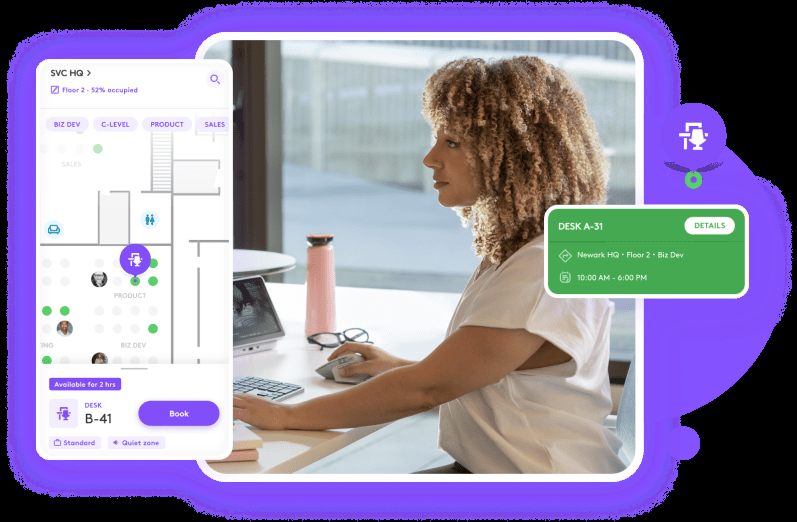 SVC HQ >
Floor 2 - 52% occupied
BIZ DEV
C-LEVEL
PRODUCT
SALES
SALES
PRODUCT
ING
BIZ DEV
Available for 2 hrs
DESK
B-41
Book
Standard
Quiet zone
DESK A-31
DETAILS
Newark HQ • Floor 2 • Biz Dev
10:00 AM - 6:00 PM